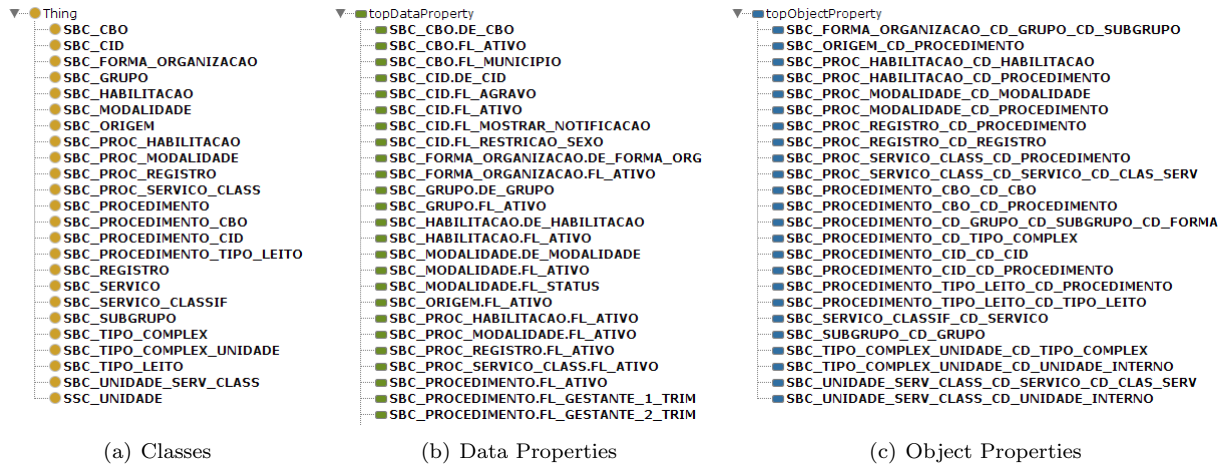 Thing
SBC_CBO
SBC_CID
SBC_FORMA_ORGANIZACAO
SBC_GRUPO
SBC_HABILITACAO
SBC_MODALIDADE
SBC_ORIGEM
SBC_PROC_HABILITACAO
SBC_PROC_MODALIDADE
SBC_PROC_REGISTRO
SBC_PROC_SERVICO_CLASS
SBC_PROCEDIMENTO
SBC_PROCEDIMENTO_CBO
SBC_PROCEDIMENTO_CID
SBC_PROCEDIMENTO_TIPO_LEITO
SBC_REGISTRO
SBC_SERVICO
SBC_SERVICO_CLASSIF
SBC_SUBGRUPO
SBC_TIPO_COMPLEX
SBC_TIPO_COMPLEX_UNIDADE
SBC_TIPO_LEITO
SBC_UNIDADE_SERV_CLASS
SSC_UNIDADE
(a) Classes
topDataProperty
SBC_CBO.DE_CBO
SBC_CBO.FL_ATIVO
SBC_CBO.FL_MUNICIPIO
SBC_CID.DE_CID
SBC_CID.FL_AGRAVO
SBC_CID.FL_ATIVO
SBC_CID.FL_MOSTRAR_NOTIFICACAO
SBC_CID.FL_RESTRICAO_SEXO
SBC_FORMA_ORGANIZACAO.DE_FORMA_ORG
SBC_FORMA_ORGANIZACAO.FL_ATIVO
SBC_GRUPO.DE_GRUPO
SBC_GRUPO.FL_ATIVO
SBC_HABILITACAO.DE_HABILITACAO
SBC_HABILITACAO.FL_ATIVO
SBC_MODALIDADE.DE_MODALIDADE
SBC_MODALIDADE.FL_ATIVO
SBC_MODALIDADE.FL_STATUS
SBC_ORIGEM.FL_ATIVO
SBC_PROC_HABILITACAO.FL_ATIVO
SBC_PROC_MODALIDADE.FL_ATIVO
SBC_PROC_REGISTRO.FL_ATIVO
SBC_PROC_SERVICO_CLASS.FL_ATIVO
SBC_PROCEDIMENTO.FL_ATIVO
SBC_PROCEDIMENTO.FL_GESTANTE_1_TRIM
SBC_PROCEDIMENTO.FL_GESTANTE_2_TRIM
(b) Data Properties
topObjectProperty
SBC_FORMA_ORGANIZACAO_CD_GRUPO_CD_SUBGRUPO
SBC_ORIGEM_CD_PROCEDIMENTO
SBC_PROC_HABILITACAO_CD_HABILITACAO
SBC_PROC_HABILITACAO_CD_PROCEDIMENTO
SBC_PROC_MODALIDADE_CD_MODALIDADE
SBC_PROC_MODALIDADE_CD_PROCEDIMENTO
SBC_PROC_REGISTRO_CD_PROCEDIMENTO
SBC_PROC_REGISTRO_CD_REGISTRO
SBC_PROC_SERVICO_CLASS_CD_PROCEDIMENTO
SBC_PROC_SERVICO_CLASS_CD_SERVICO_CD_CLAS_SERV
SBC_PROCEDIMENTO_CBO_CD_CBO
SBC_PROCEDIMENTO_CBO_CD_PROCEDIMENTO
SBC_PROCEDIMENTO_CD_GRUPO_CD_SUBGRUPO_CD_FORMA
SBC_PROCEDIMENTO_CD_TIPO_COMPLEX
SBC_PROCEDIMENTO_CID_CD_CID
SBC_PROCEDIMENTO_CID_CD_PROCEDIMENTO
SBC_PROCEDIMENTO_TIPO_LEITO_CD_PROCEDIMENTO
SBC_PROCEDIMENTO_TIPO_LEITO_CD_TIPO_LEITO
SBC_SERVICO_CLASSIF_CD_SERVICO
SBC_SUBGRUPO_CD_GRUPO
SBC_TIPO_COMPLEX_UNIDADE_CD_TIPO_COMPLEX
SBC_TIPO_COMPLEX_UNIDADE_CD_UNIDADE_INTERNO
SBC_UNIDADE_SERV_CLASS_CD_SERVICO_CD_CLAS_SERV
SBC_UNIDADE_SERV_CLASS_CD_UNIDADE_INTERNO
(c) Object Properties